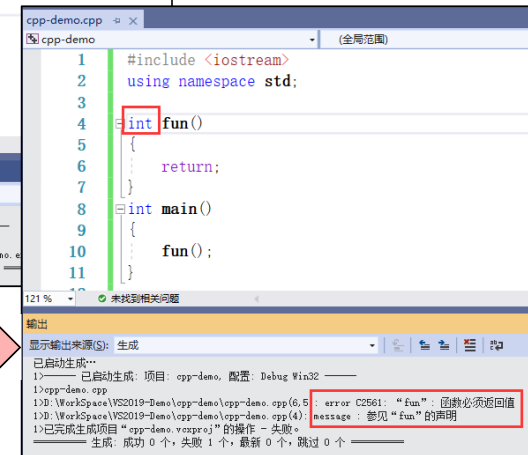 cpp-demo.cpp
cpp-demo
(全局范围)
1 #include <iostream>
2 using namespace std;
3
4 int fun()
5 {
6 return;
7 }
8 int main()
9 {
10 fun();
11 }
121 %
未找到相关问题
输出
显示输出来源(S): 生成
已启动生成…
1>------ 已启动生成: 项目: cpp-demo, 配置: Debug Win32 ------
1>cpp-demo.cpp
1>D:\WorkSpace\VS2019-Demo\cpp-demo\cpp-demo.cpp(6,5): error C2561: “fun”: 函数必须返回值
1>D:\WorkSpace\VS2019-Demo\cpp-demo\cpp-demo.cpp(4): message : 参见“fun”的声明
1>已完成生成项目“cpp-demo.vcxproj”的操作 - 失败。
========== 生成: 成功 0 个，失败 1 个，最新 0 个，跳过 0 个 ==========